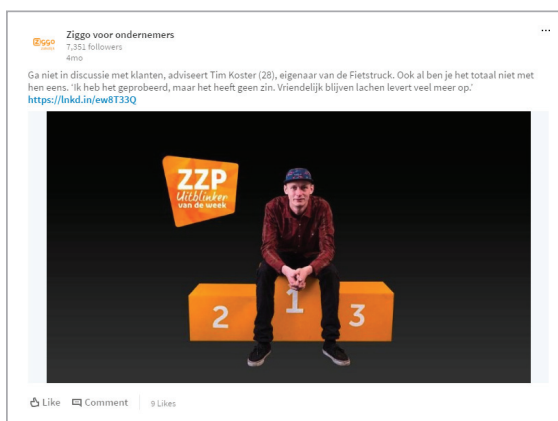 Ziggo voor ondernemers
...
Ziggo
7,351 followers
4mo
Ga niet in discussie met klanten, adviseert Tim Koster (28), eigenaar van de Fietstruck. Ook al ben je het totaal niet met
hen eens. 'Ik heb het geprobeerd, maar het heeft geen zin. Vriendelijk blijven lachen levert veel meer op.'
https://lnkd.in/ew8T33Q
ZZP
Uitblinker
van de week
2 1 3
Like Comment 9 Likes